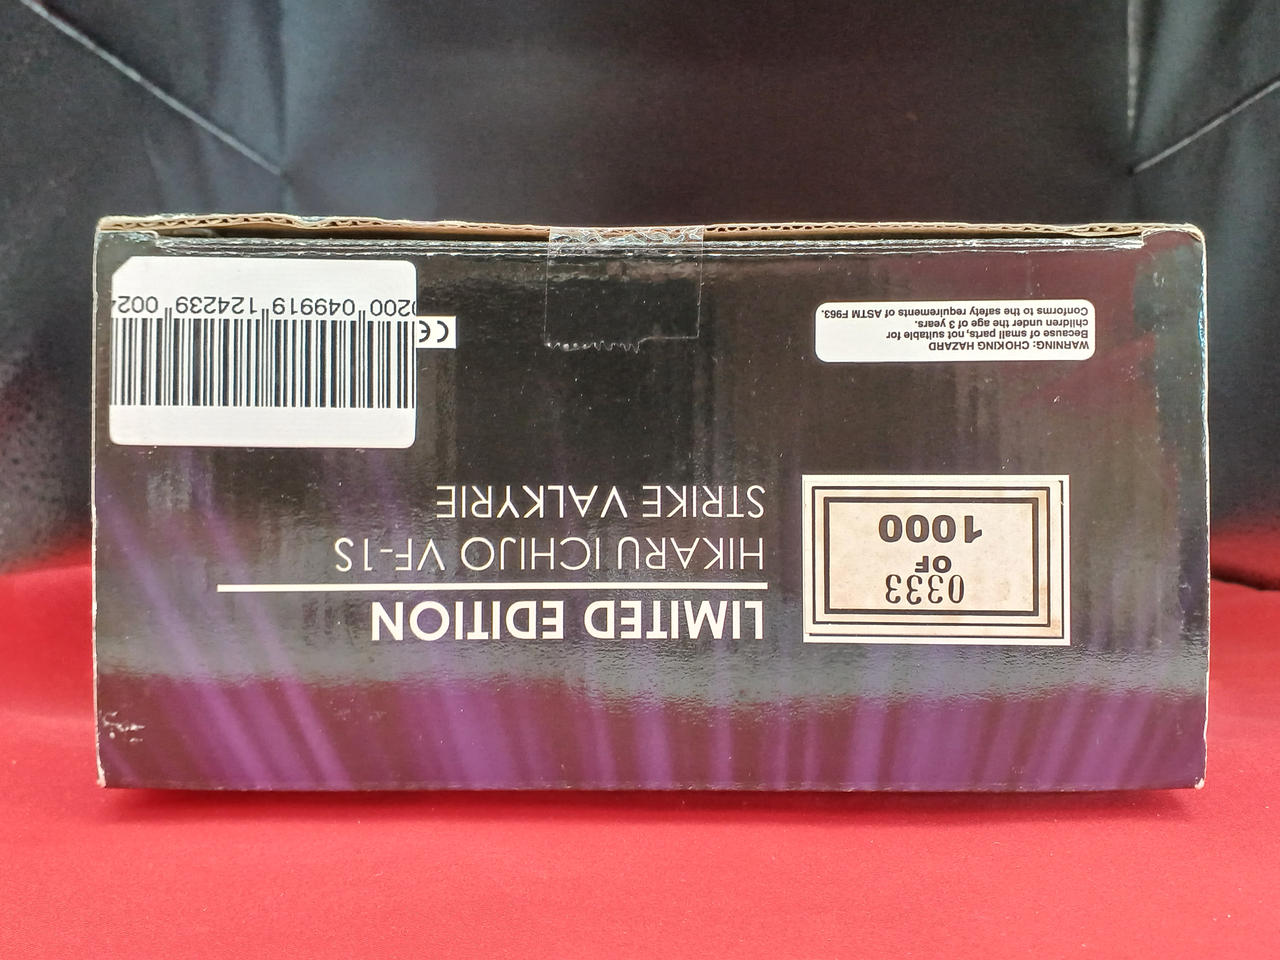 0333
OF
1000
LIMITED EDITION
HIKARU ICHIJO VF-1S
STRIKE VALKYRIE
WARNING: CHOKING HAZARD
Because of small parts, not suitable for
children under the age of 3 years.
Conforms to the safety requirements of ASTM F963.
CE
0200 049919 124239 002